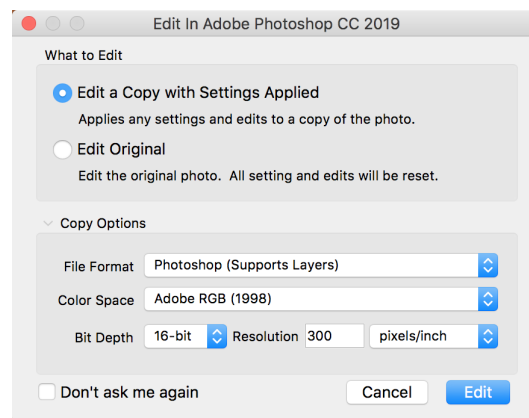 Edit In Adobe Photoshop CC 2019
What to Edit
Edit a Copy with Settings Applied
Applies any settings and edits to a copy of the photo.
Edit Original
Edit the original photo.  All setting and edits will be reset.
Copy Options
File Format Photoshop (Supports Layers)
Color Space Adobe RGB (1998)
Bit Depth 16-bit Resolution 300 pixels/inch
Don't ask me again Cancel Edit